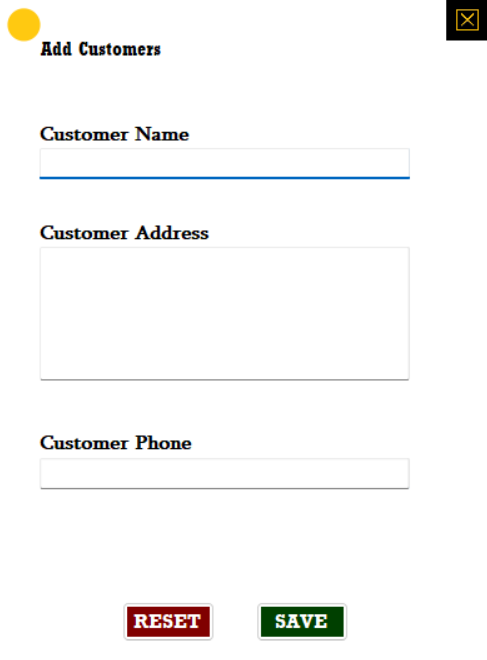 Add Customers
Customer Name
Customer Address
Customer Phone
RESET SAVE